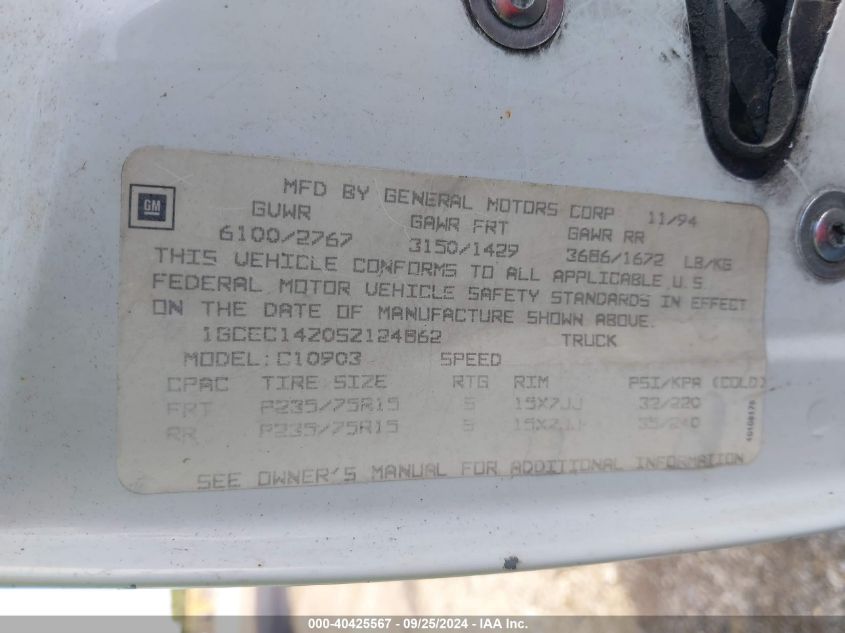 GM
MFD BY GENERAL MOTORS CORP 11/94
GVWR GAWR FRT GAWR RR
6100/2767 3150/1429 3686/1672 LB/KG
THIS VEHICLE CONFORMS TO ALL APPLICABLE U.S.
FEDERAL MOTOR VEHICLE SAFETY STANDARDS IN EFFECT
ON THE DATE OF MANUFACTURE SHOWN ABOVE.
1GCEC14Z0SZ124862 TRUCK
MODEL:C10903 SPEED
CPAC TIRE SIZE RTG RIM PSI/KPA (COLD)
FRT P235/75R15 S 15X7JJ 32/220
RR P235/75R15 S 15X7JJ 35/240
SEE OWNER'S MANUAL FOR ADDITIONAL INFORMATION
000-40425567 - 09/25/2024 - IAA Inc.